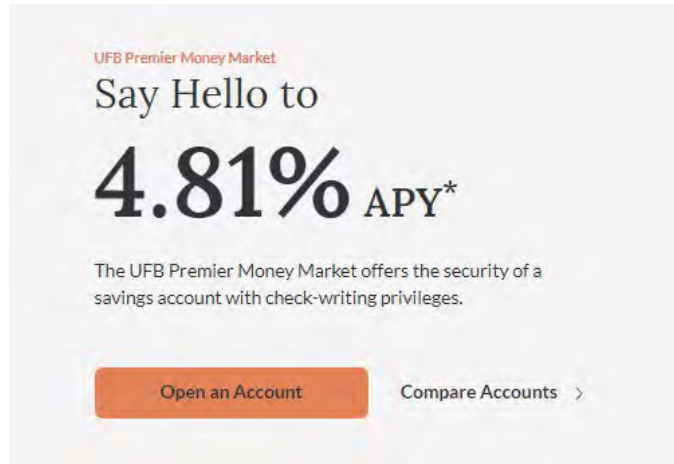 UFB Premier Money Market
Say Hello to
4.81% APY*
The UFB Premier Money Market offers the security of a
savings account with check-writing privileges.
Open an Account
Compare Accounts >